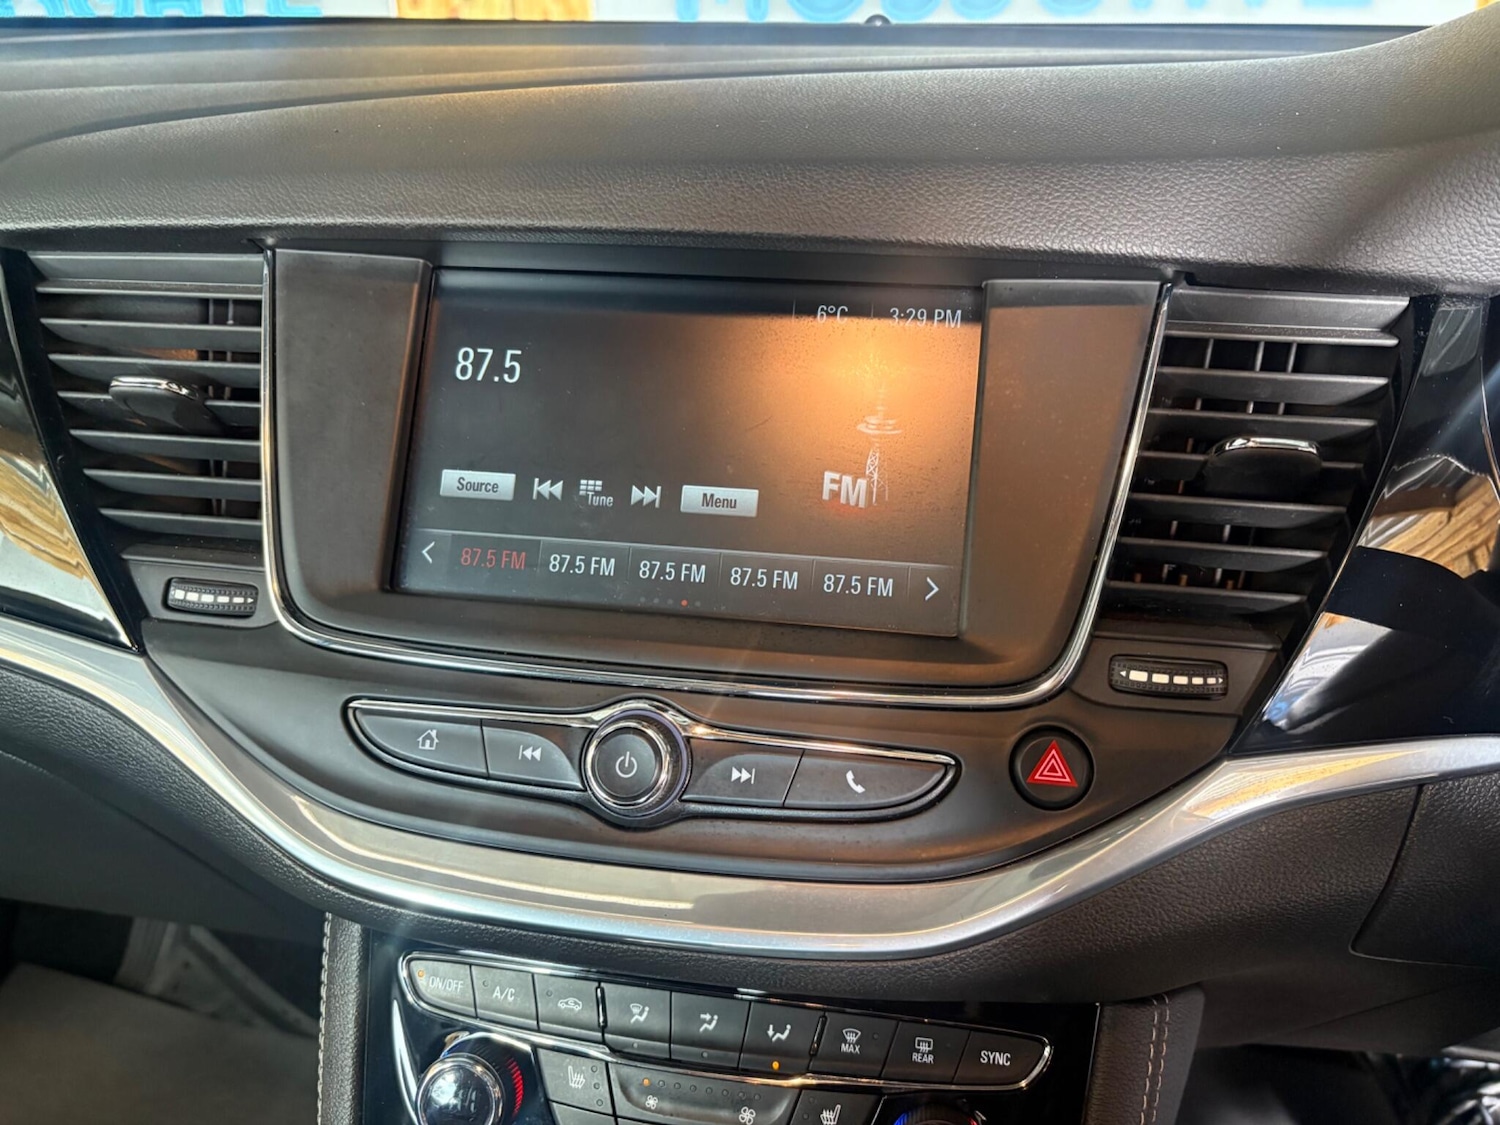 6°C 3:29 PM
87.5
Source Tune Menu
FM
87.5 FM 87.5 FM 87.5 FM 87.5 FM 87.5 FM
ON/OFF A/C MAX REAR SYNC